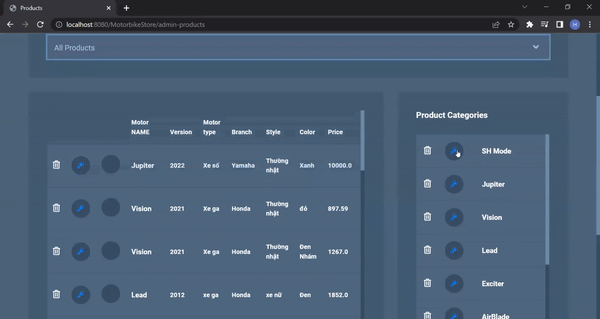 Products
localhost:8080/MotorbikeStore/admin-products
H
All Products
Product Categories
Motor NAME Version Motor type Branch Style Color Price
Jupiter 2022 Xe số Yamaha Thường nhật Xanh 10000.0
Vision 2021 Xe ga Honda Thường nhật đỏ 897.59
Vision 2021 Xe ga Honda Thường nhật Đen Nhám 1267.0
Lead 2012 xe ga Honda xe nữ Đen 1852.0
SH Mode
Jupiter
Vision
Lead
Exciter
AirBlade